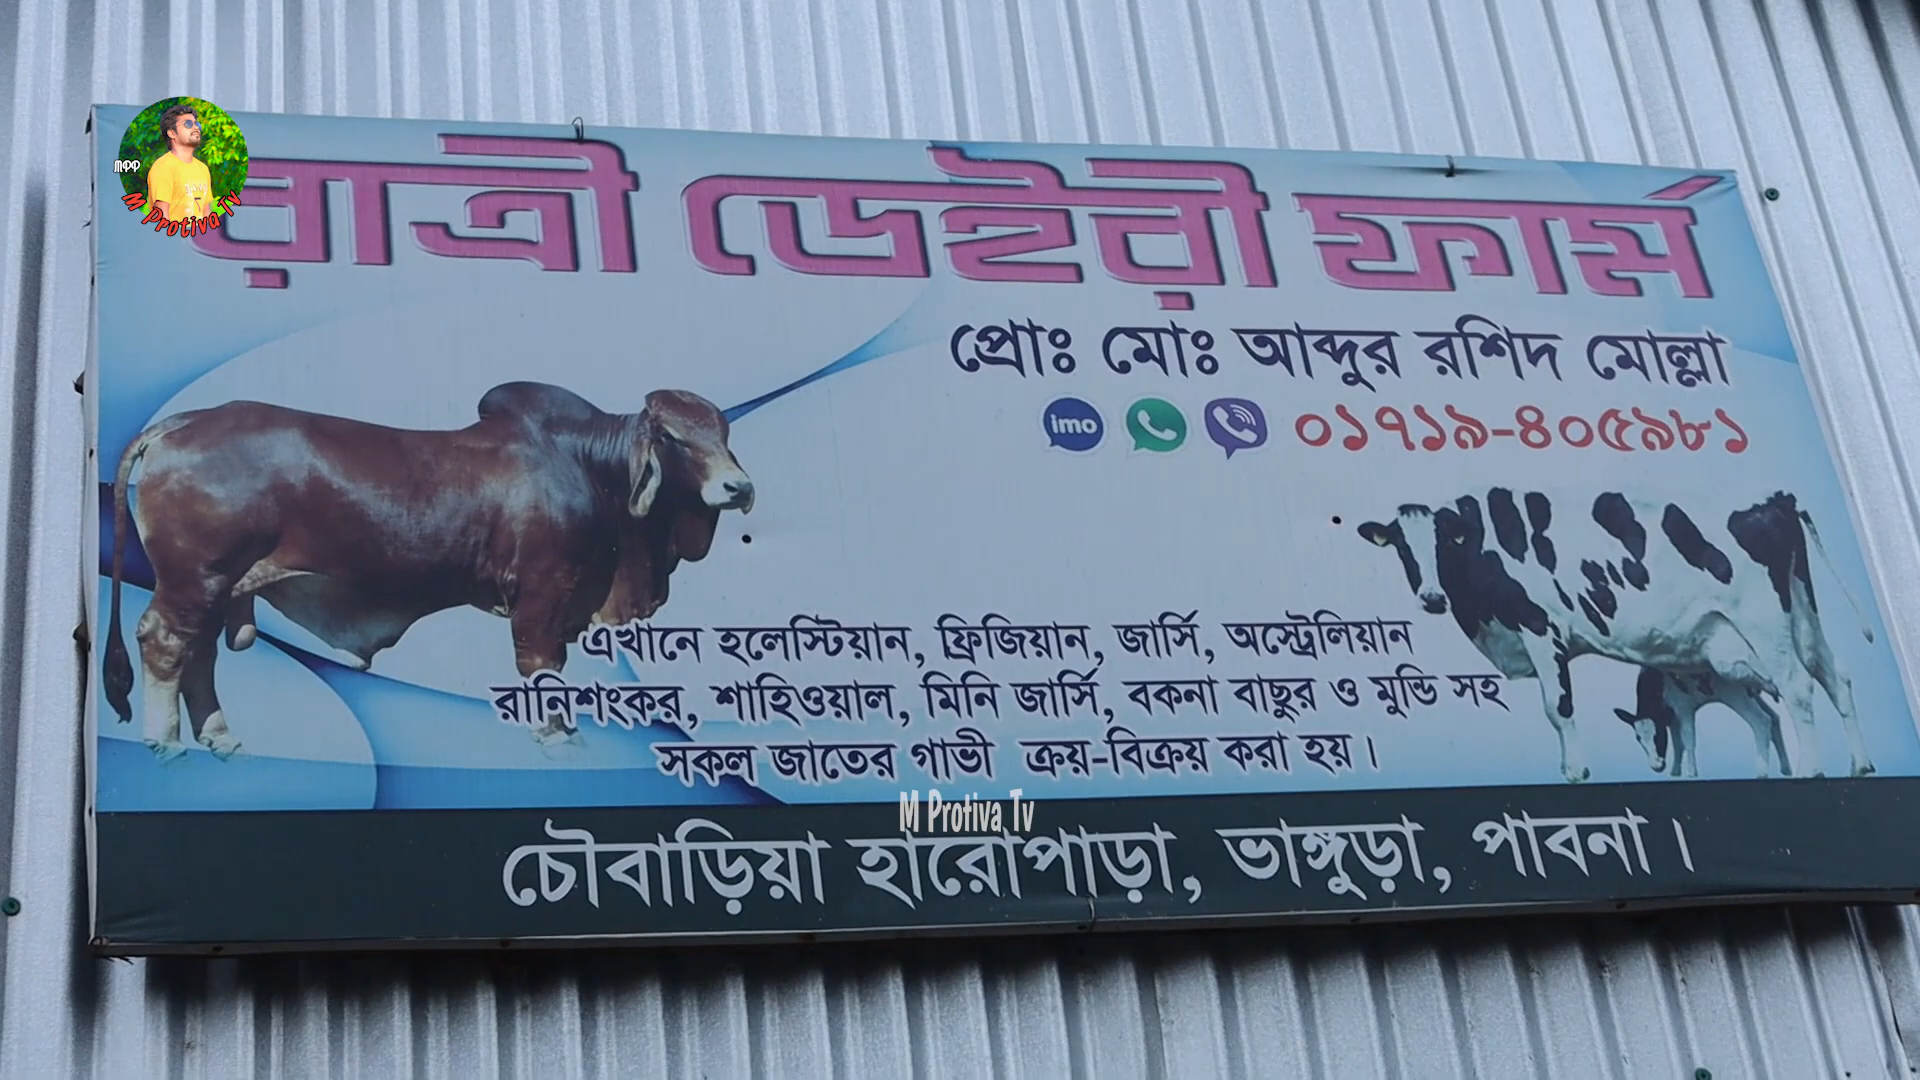 রাত্রী ডেইরী ফার্ম
প্রোঃ মোঃ আব্দুর রশিদ মোল্লা
imo ০১৭১৯-৪০৫৯৮১
এখানে হলেস্টিয়ান, ফ্রিজিয়ান, জার্সি, অস্ট্রেলিয়ান
রানিশংকর, শাহিওয়াল, মিনি জার্সি, বকনা বাছুর ও মুন্ডি সহ
সকল জাতের গাভী ক্রয়-বিক্রয় করা হয়।
চৌবাড়িয়া হারোপাড়া, ভাঙ্গুড়া, পাবনা।
M Protiva Tv
M Protiva Tv